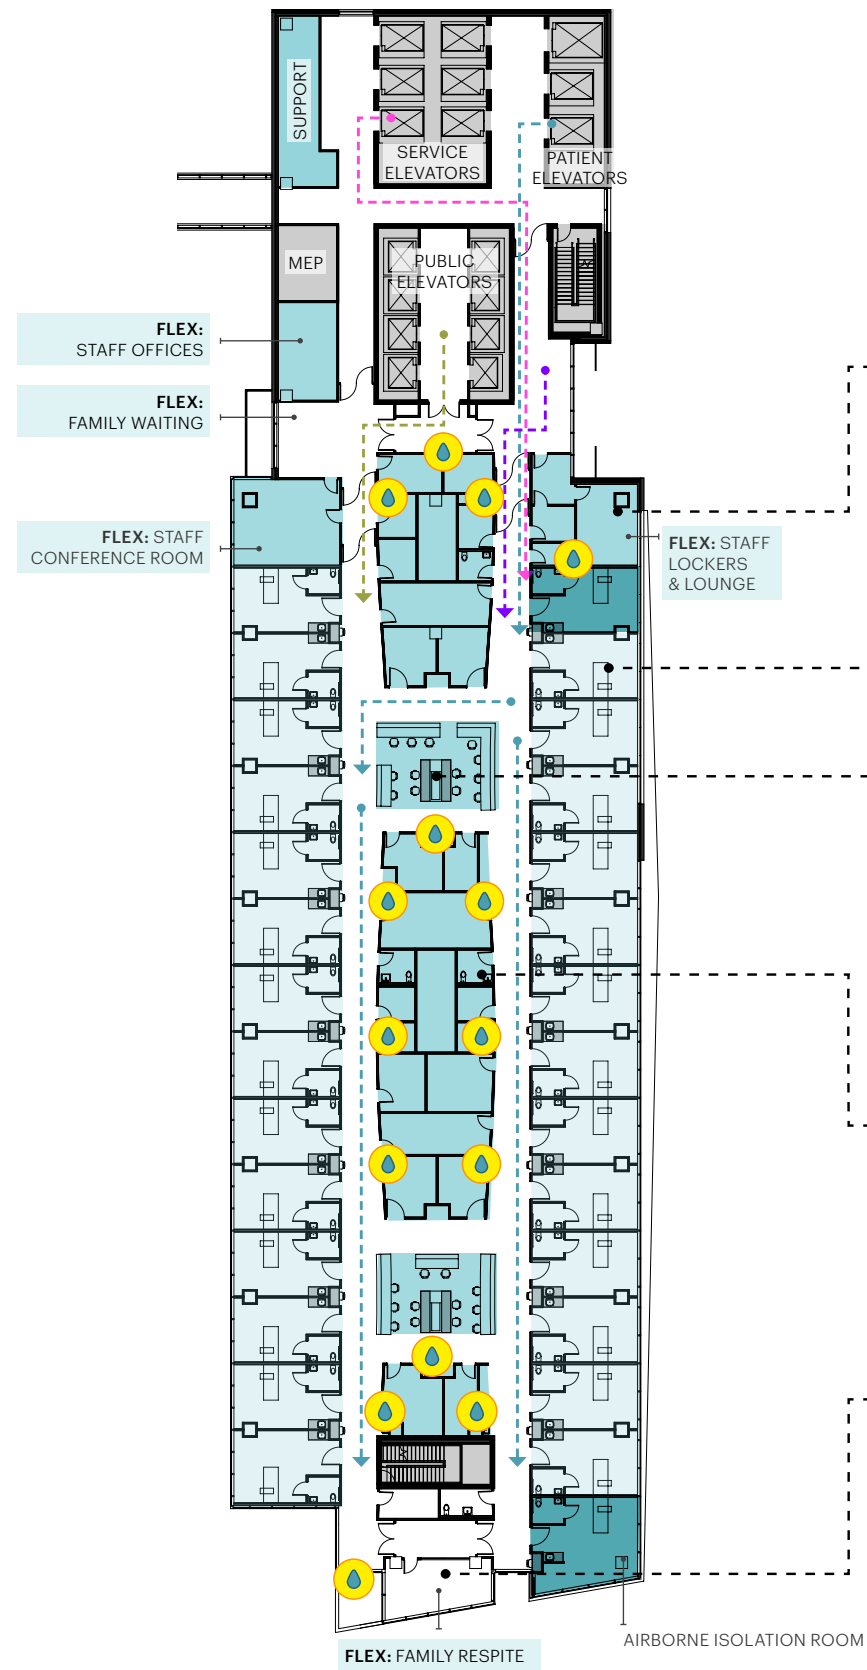 SUPPORT
SERVICE
ELEVATORS
PATIENT
ELEVATORS
MEP
PUBLIC
ELEVATORS
FLEX:
STAFF OFFICES
FLEX:
FAMILY WAITING
FLEX: STAFF
CONFERENCE ROOM
FLEX: STAFF
LOCKERS
& LOUNGE
AIRBORNE ISOLATION ROOM
FLEX: FAMILY RESPITE